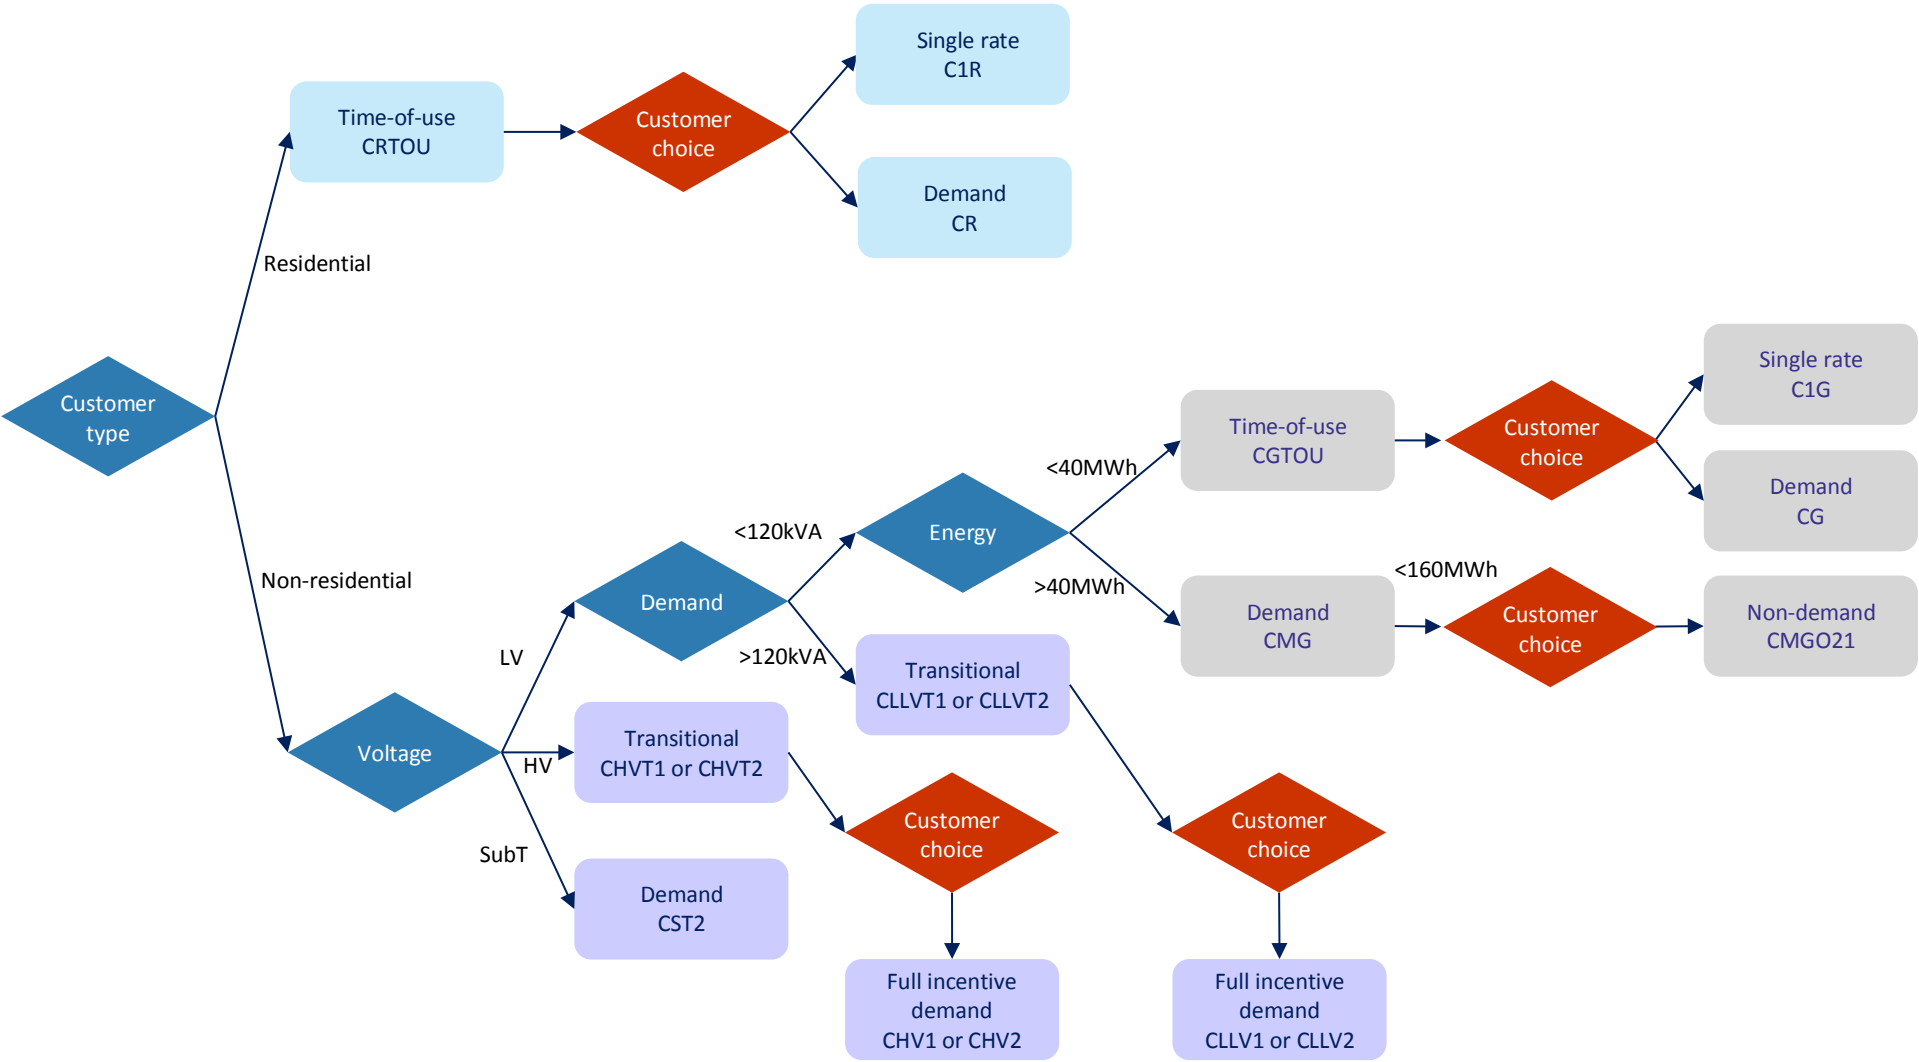 Single rate
C1R
Time-of-use
CRTOU
Customer
choice
Demand
CR
Residential
Customer
type
Non-residential
Voltage
LV
HV
SubT
Demand
<120kVA
>120kVA
Energy
<40MWh
>40MWh
Time-of-use
CGTOU
Customer
choice
Single rate
C1G
Demand
CG
Demand
CMG
<160MWh
Customer
choice
Non-demand
CMGO21
Transitional
CLLVT1 or CLLVT2
Transitional
CHVT1 or CHVT2
Customer
choice
Customer
choice
Demand
CST2
Full incentive
demand
CHV1 or CHV2
Full incentive
demand
CLLV1 or CLLV2